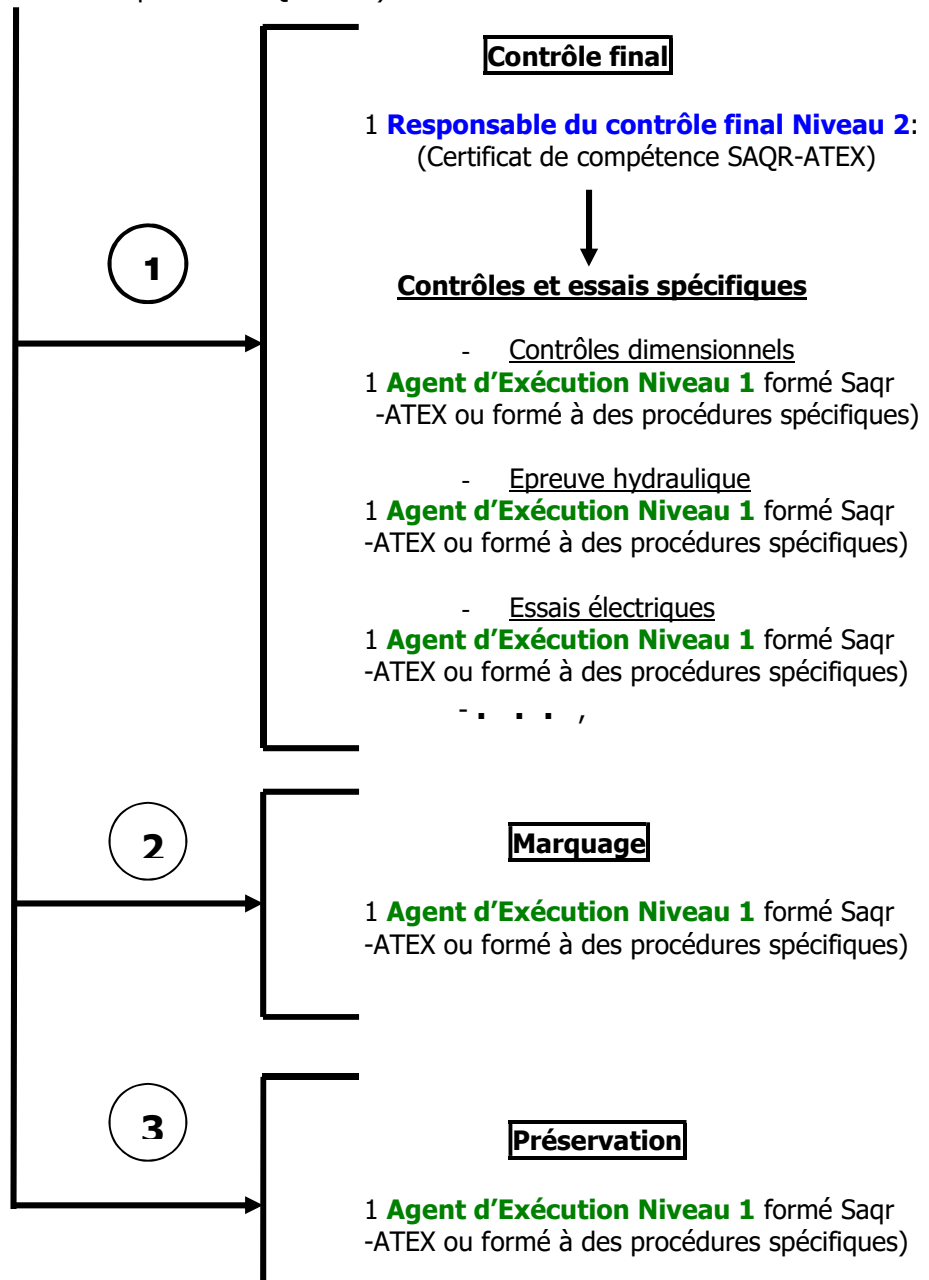 Contrôle final
1 Responsable du contrôle final Niveau 2:
(Certificat de compétence SAQR-ATEX)
1
Contrôles et essais spécifiques
- Contrôles dimensionnels
1 Agent d’Exécution Niveau 1 formé Saqr
-ATEX ou formé à des procédures spécifiques)
- Epreuve hydraulique
1 Agent d’Exécution Niveau 1 formé Saqr
-ATEX ou formé à des procédures spécifiques)
- Essais électriques
1 Agent d’Exécution Niveau 1 formé Saqr
-ATEX ou formé à des procédures spécifiques)
- . . . ,
2
Marquage
1 Agent d’Exécution Niveau 1 formé Saqr
-ATEX ou formé à des procédures spécifiques)
3
Préservation
1 Agent d’Exécution Niveau 1 formé Saqr
-ATEX ou formé à des procédures spécifiques)